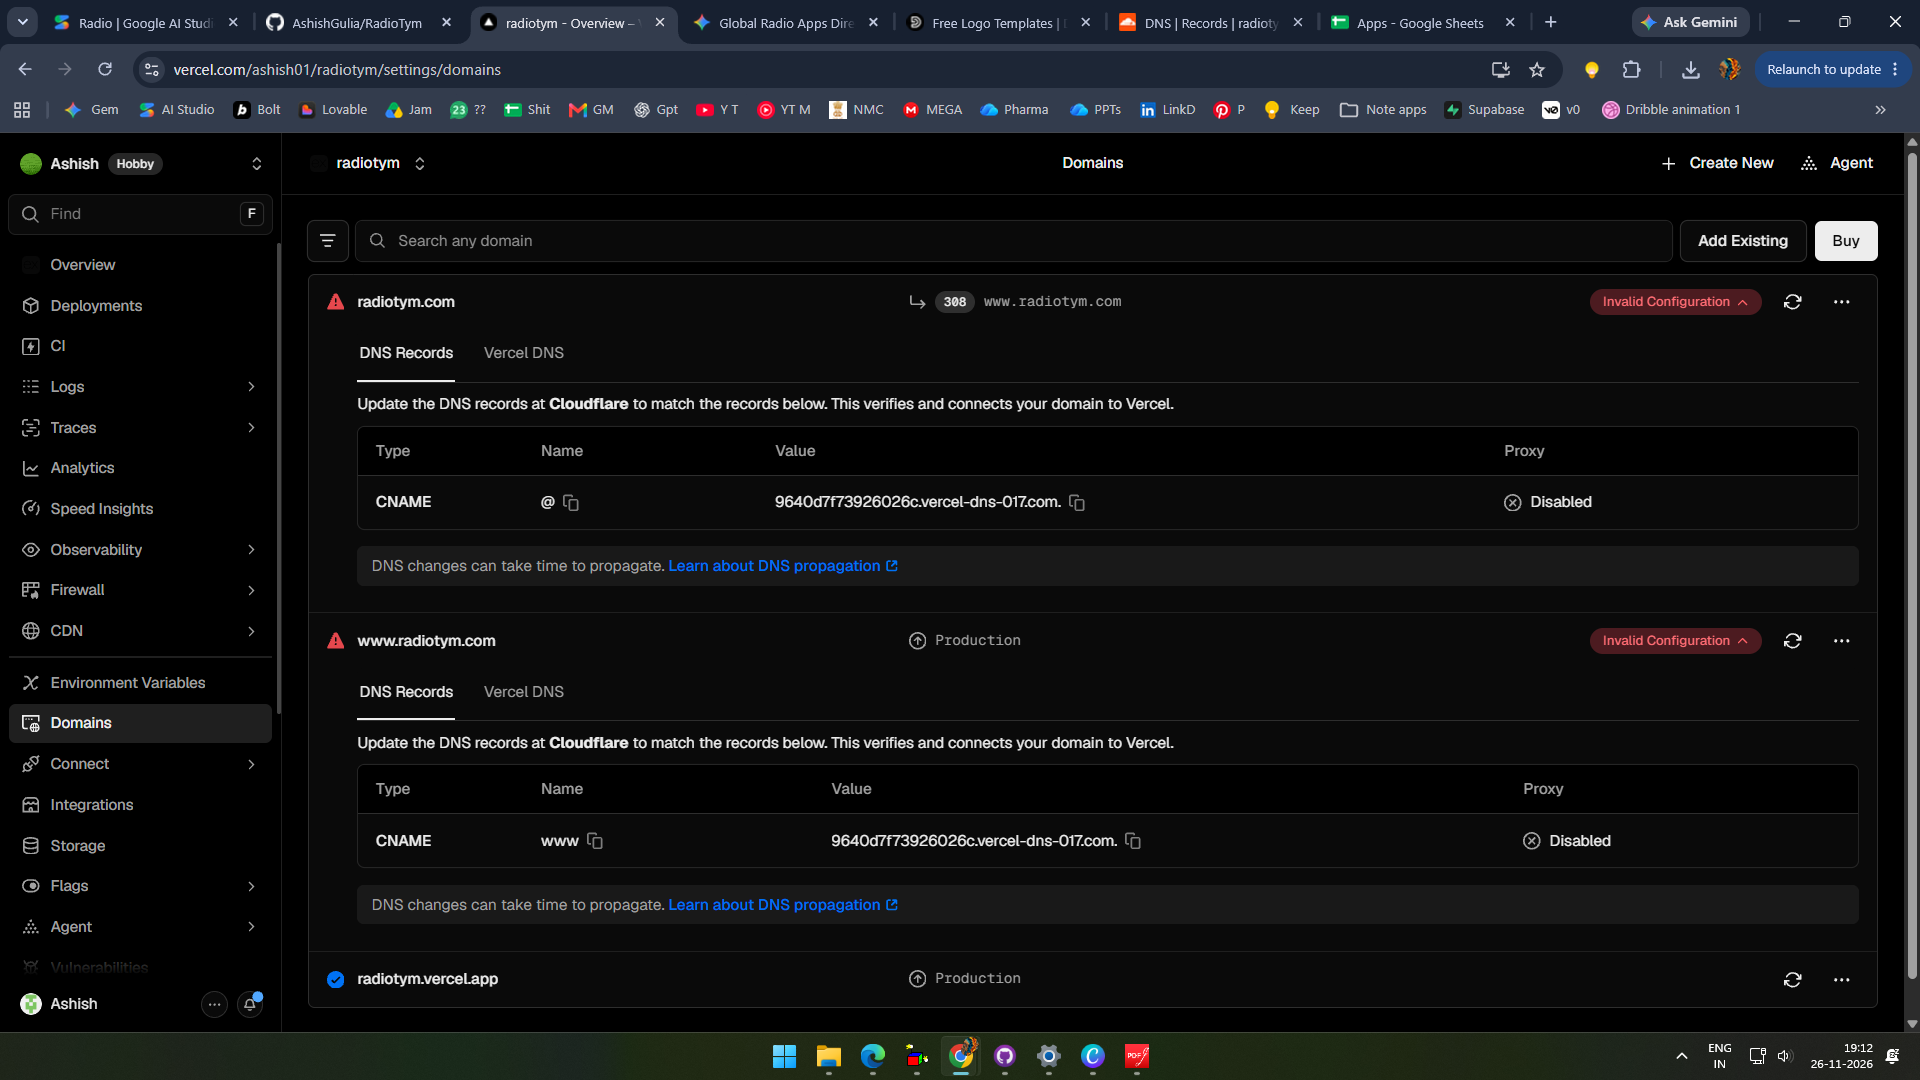 Radio | Google AI Studi
AshishGulia/RadioTym
radiotym - Overview –
Global Radio Apps Dire
Free Logo Templates |
DNS | Records | radioty
Apps - Google Sheets
Ask Gemini
vercel.com/ashish01/radiotym/settings/domains
Relaunch to update
Gem
AI Studio
Bolt
Lovable
Jam
23 ??
Shit
GM
Gpt
Y T
YT M
NMC
MEGA
Pharma
PPTs
LinkD
P
Keep
Note apps
Supabase
v0
Dribble animation 1
Ashish Hobby
radiotym
Domains
Create New
Agent
Find F
Search any domain
Add Existing
Buy
Overview
Deployments
CI
Logs
Traces
Analytics
Speed Insights
Observability
Firewall
CDN
Environment Variables
Domains
Connect
Integrations
Storage
Flags
Agent
Vulnerabilities
Ashish
radiotym.com
308 www.radiotym.com
Invalid Configuration
DNS Records Vercel DNS
Update the DNS records at Cloudflare to match the records below. This verifies and connects your domain to Vercel.
Type Name Value Proxy
CNAME @ 9640d7f73926026c.vercel-dns-017.com. Disabled
DNS changes can take time to propagate. Learn about DNS propagation
www.radiotym.com
Production
Invalid Configuration
DNS Records Vercel DNS
Update the DNS records at Cloudflare to match the records below. This verifies and connects your domain to Vercel.
Type Name Value Proxy
CNAME www 9640d7f73926026c.vercel-dns-017.com. Disabled
DNS changes can take time to propagate. Learn about DNS propagation
radiotym.vercel.app
Production
PDF
ENG
IN
19:12
26-11-2026